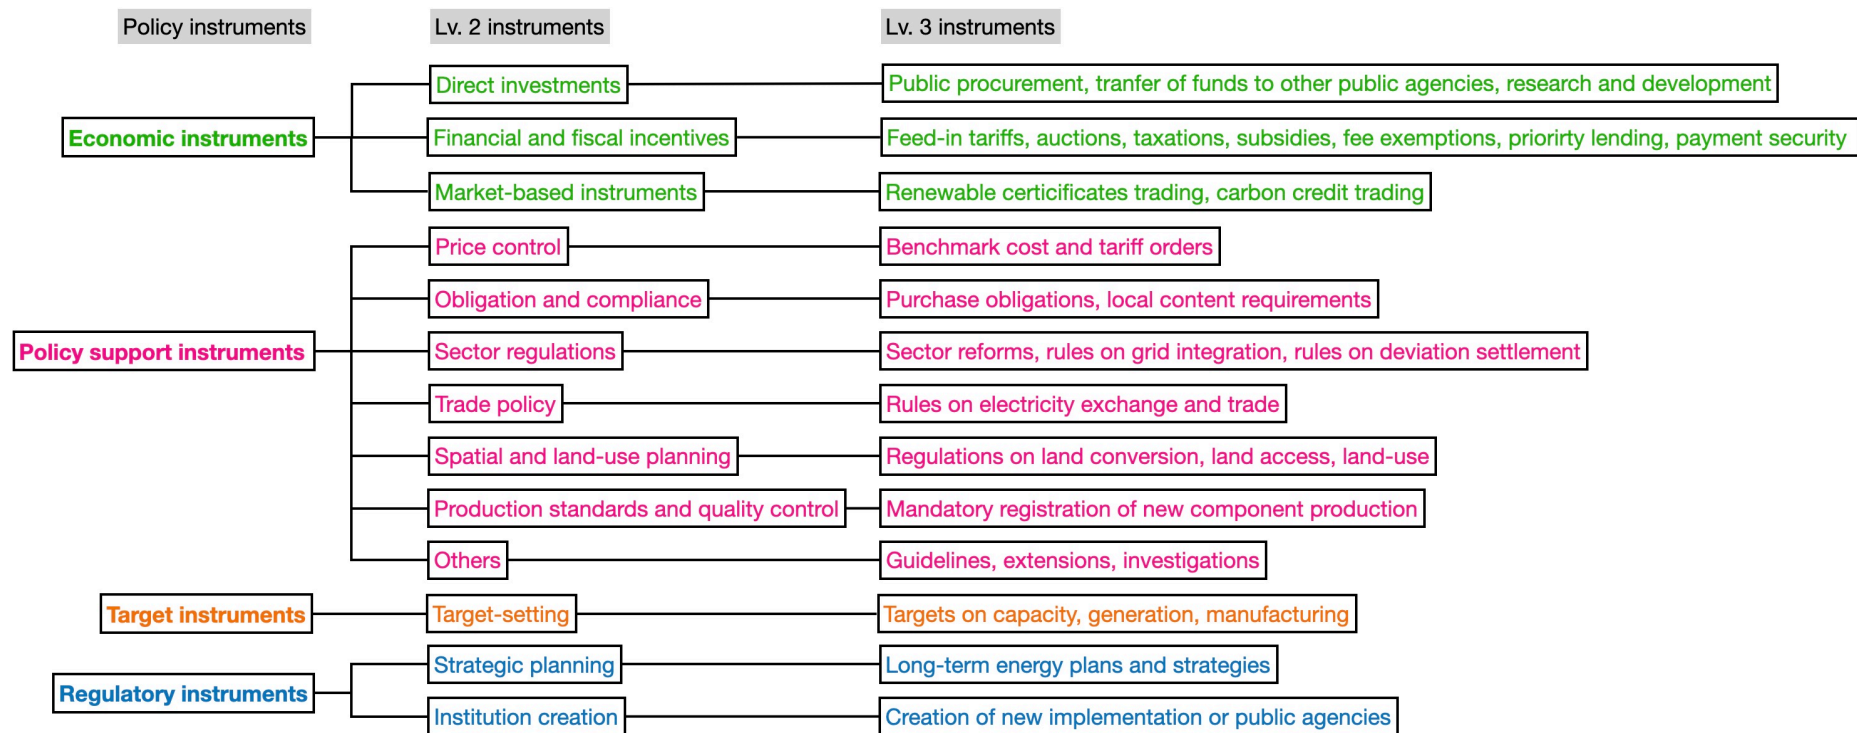 Policy instruments
Lv. 2 instruments
Lv. 3 instruments
Economic instruments
Direct investments
Public procurement, tranfer of funds to other public agencies, research and development
Financial and fiscal incentives
Feed-in tariffs, auctions, taxations, subsidies, fee exemptions, priorirty lending, payment security
Market-based instruments
Renewable certicificates trading, carbon credit trading
Policy support instruments
Price control
Benchmark cost and tariff orders
Obligation and compliance
Purchase obligations, local content requirements
Sector regulations
Sector reforms, rules on grid integration, rules on deviation settlement
Trade policy
Rules on electricity exchange and trade
Spatial and land-use planning
Regulations on land conversion, land access, land-use
Production standards and quality control
Mandatory registration of new component production
Others
Guidelines, extensions, investigations
Target instruments
Target-setting
Targets on capacity, generation, manufacturing
Regulatory instruments
Strategic planning
Long-term energy plans and strategies
Institution creation
Creation of new implementation or public agencies